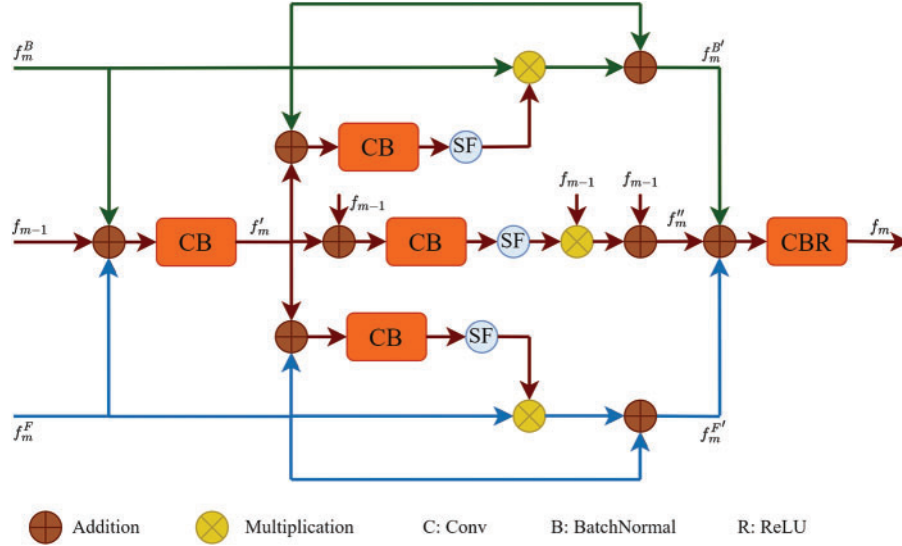 f_m^B
f_m^{B'}
CB
SF
f_{m-1}
f_{m-1}
f_{m-1}
f_{m-1}
CB
f'_m
CB
SF
f''_m
CBR
f_m
CB
SF
f_m^F
f_m^{F'}
Addition
Multiplication
C: Conv
B: BatchNormal
R: ReLU